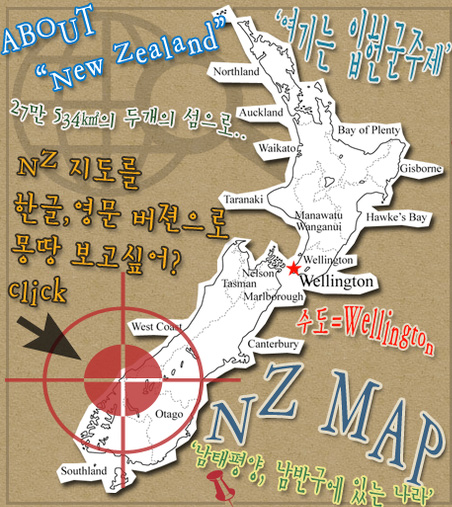 ABOUT
"New Zealand"
'여기는 입헌군주제'
27만 534㎢의 두개의 섬으로..
NZ 지도를
한글,영문 버젼으로
몽땅 보고싶어?
click
Northland
Auckland
Waikato
Bay of Plenty
Gisborne
Taranaki
Manawatu
Wanganui
Hawke's Bay
Wellington
Wellington
Nelson
Tasman
Marlborough
수도=Wellington
West Coast
Canterbury
Otago
Southland
NZ MAP
'남태평양, 남반구에 있는 나라'